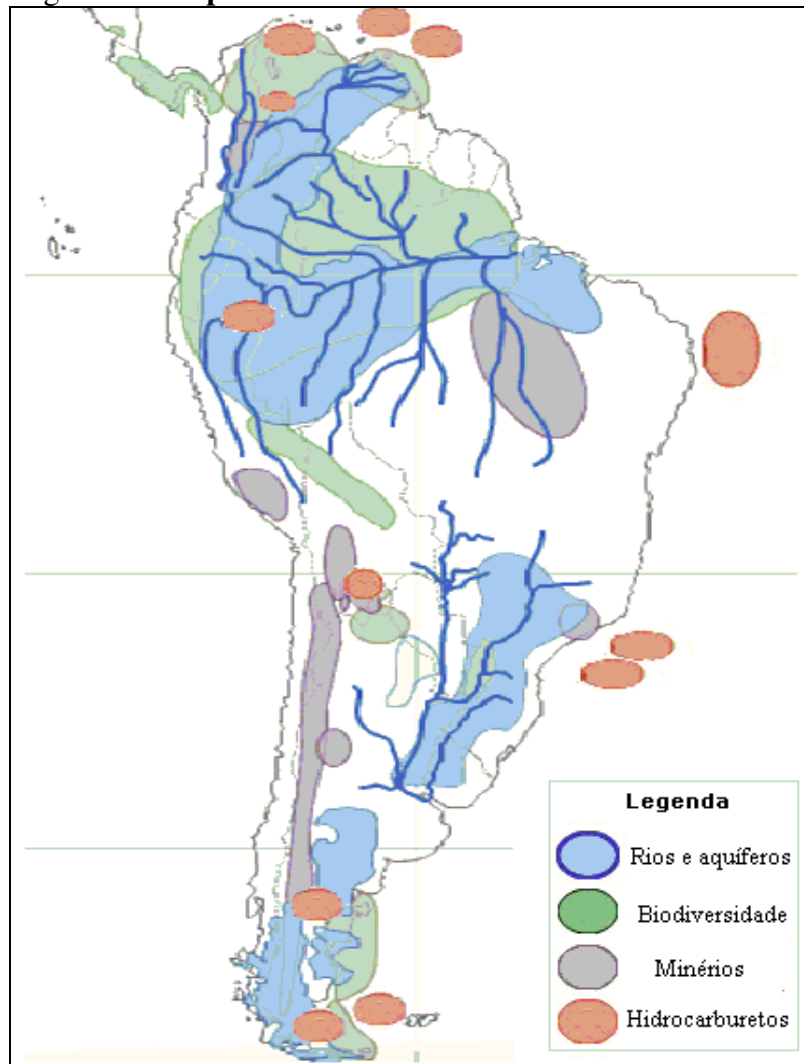 Legenda
Rios e aquíferos
Biodiversidade
Minérios
Hidrocarburetos